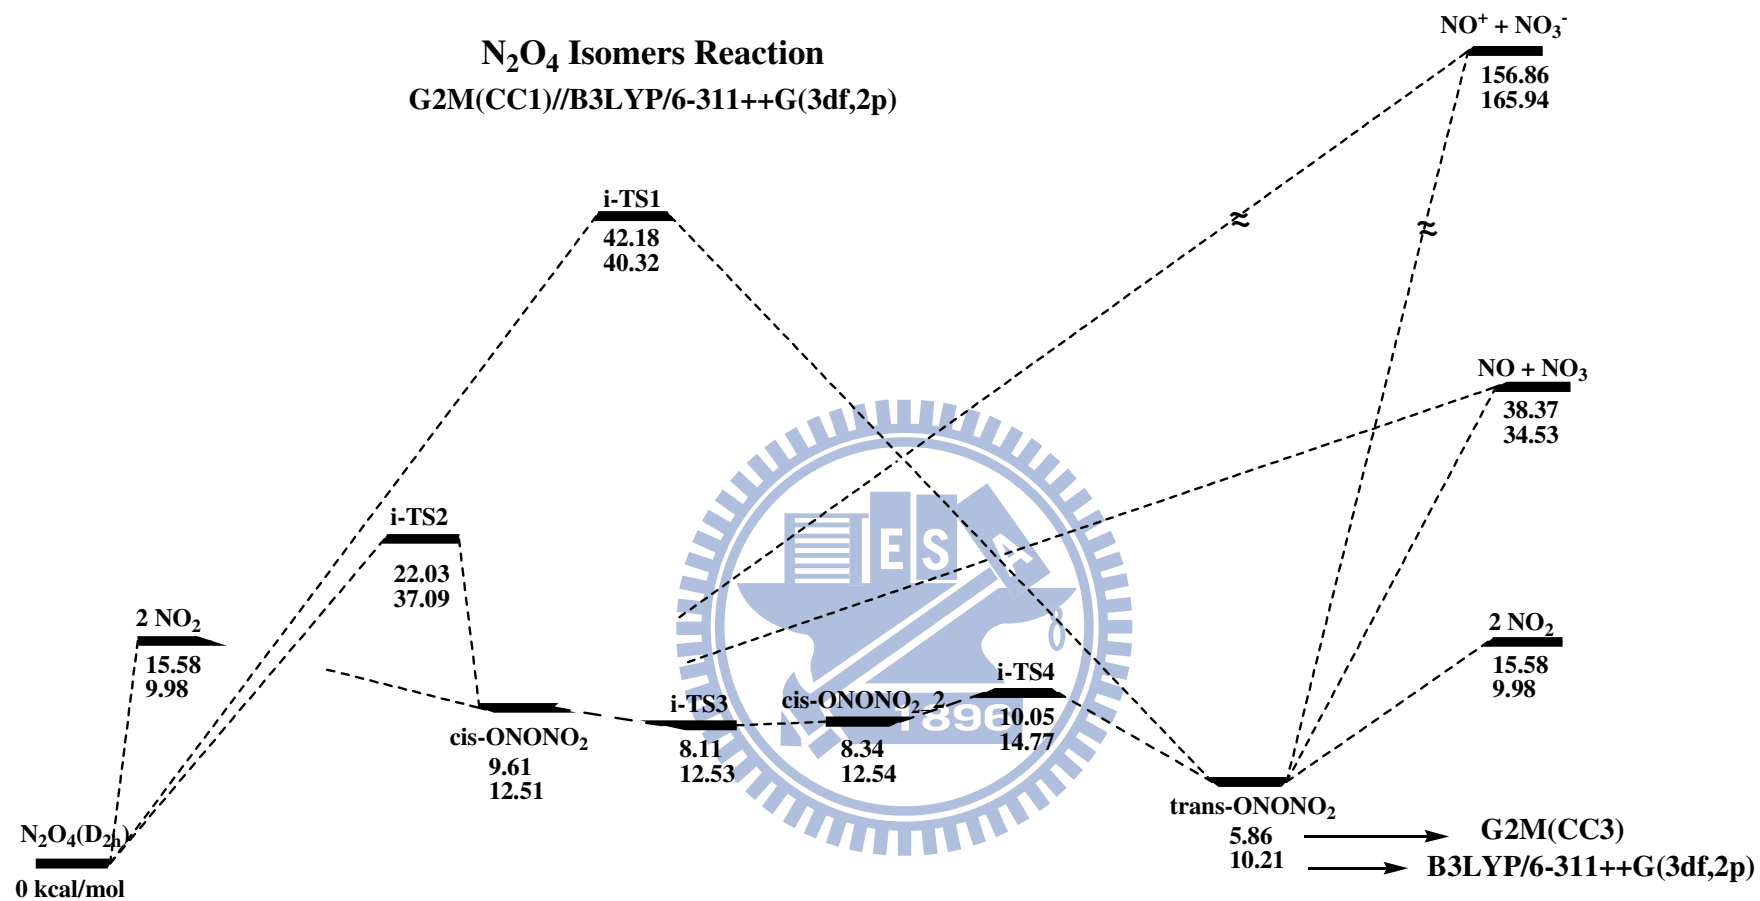 NO⁺ + NO₃⁻
156.86
165.94
N₂O₄ Isomers Reaction
G2M(CC1)//B3LYP/6-311++G(3df,2p)
i-TS1
42.18
40.32
NO + NO₃
38.37
34.53
i-TS2
22.03
37.09
2 NO₂
15.58
9.98
2 NO₂
15.58
9.98
cis-ONONO₂
9.61
12.51
i-TS3
8.11
12.53
cis-ONONO₂_2
8.34
12.54
i-TS4
10.05
14.77
E S A
1896
trans-ONONO₂
5.86
10.21
G2M(CC3)
B3LYP/6-311++G(3df,2p)
N₂O₄(D₂ₕ)
0 kcal/mol